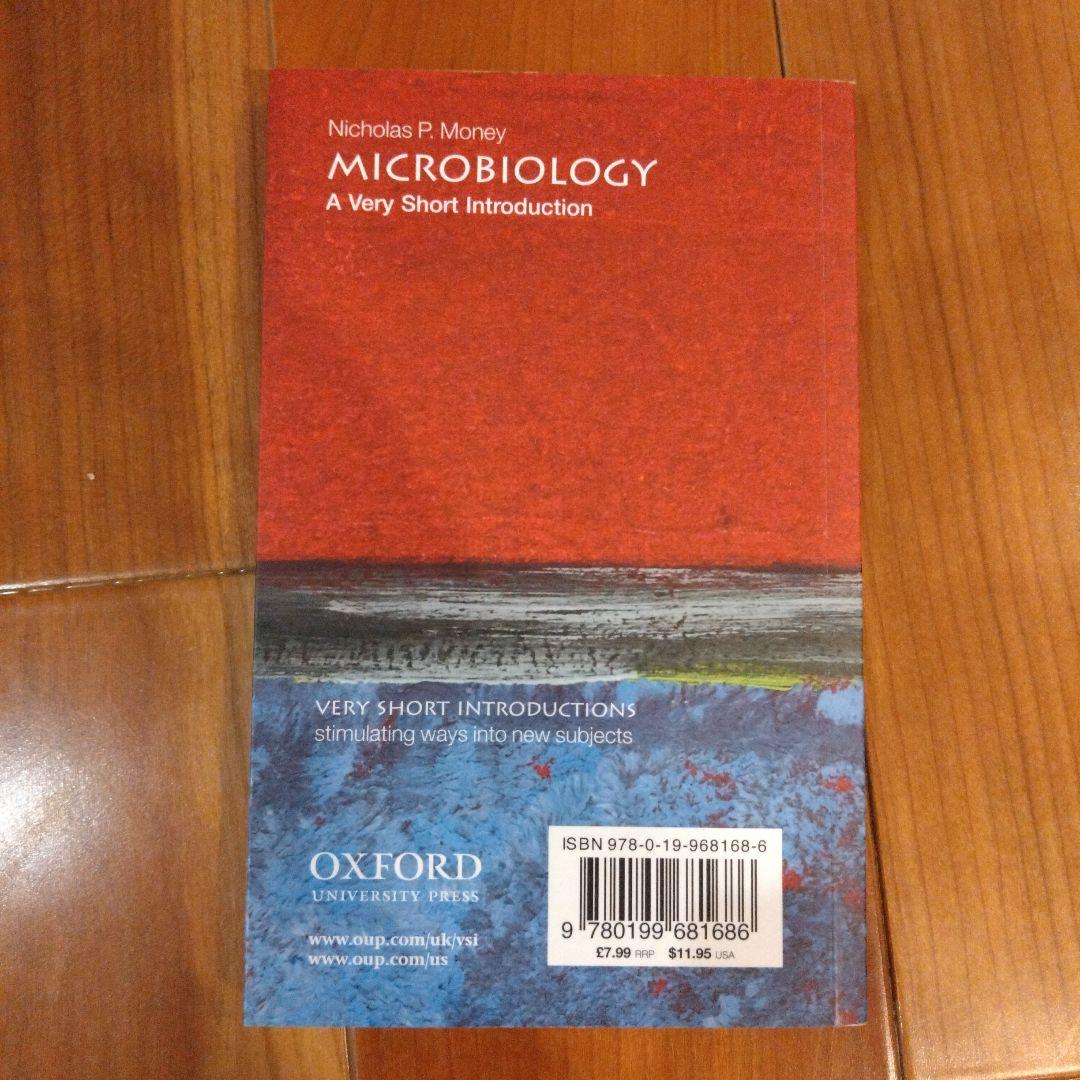 Nicholas P. Money
MICROBIOLOGY
A Very Short Introduction
VERY SHORT INTRODUCTIONS
stimulating ways into new subjects
OXFORD
UNIVERSITY PRESS
www.oup.com/uk/vsi
www.oup.com/us
ISBN 978-0-19-968168-6
9 780199 681686
£7.99 RRP $11.95 USA